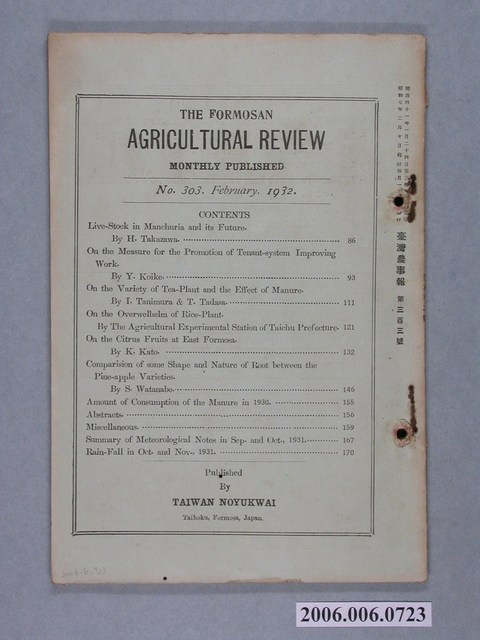 THE FORMOSAN
AGRICULTURAL REVIEW
MONTHLY PUBLISHED
No. 303. February. 1932.
CONTENTS
Live-Stock in Manchuria and its Future.
By H. Takazawa. 86
On the Measure for the Promotion of Tenant-system Improving
Work.
By Y. Koike. 93
On the Variety of Tea-Plant and the Effect of Manure.
By I. Tanimura & T. Tadasa. 111
On the Overwelhelm of Rice-Plant.
By The Agricultural Experimental Station of Taichu Prefecture. 121
On the Citrus Fruits at East Formosa.
By K. Kato. 132
Comparision of some Shape and Nature of Root between the
Pine-apple Varieties.
By S. Watanabe. 146
Amount of Consumption of the Manure in 1930. 155
Abstracts. 156
Miscellaneous. 159
Summary of Meteorological Notes in Sep. and Oct., 1931. 167
Rain-Fall in Oct. and Nov., 1931. 170
Published
By
TAIWAN NOYUKWAI
Taihoku, Formosa, Japan.
臺灣農事報 第三百三號
2006.006.0723